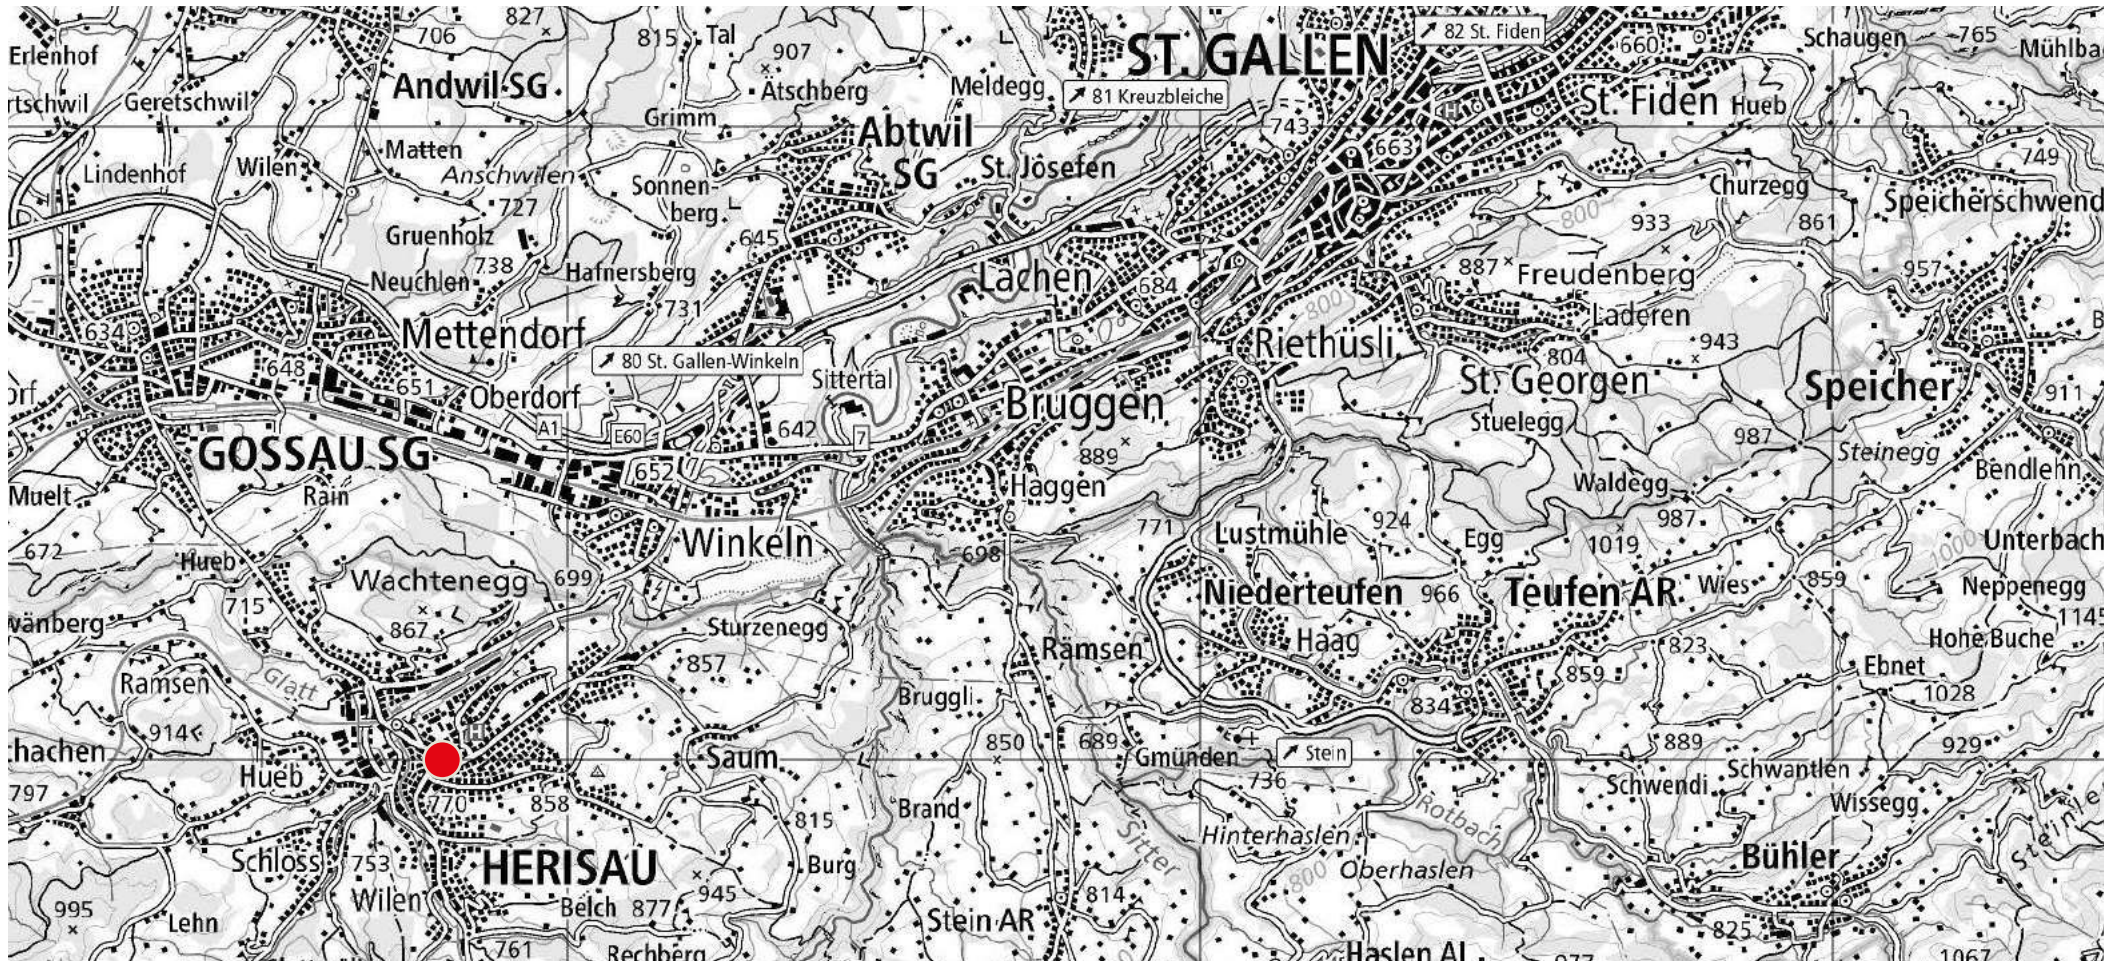 827
706
815
Tal
82 St. Fiden
660
Schaugen
765
Erlenhof
907
ST. GALLEN
Andwil SG
Ätschberg
Meldegg
81 Kreuzbleiche
St. Fiden
Hueb
Geretschwil
Grimm
743
Abtwil
SG
663
Matten
Lindenhof
Wilen
Anschwilen
Sonnen-
berg
St. Josefen
749
Churzegg
Speicherschwend
727
800
933
861
Gruenholz
645
738
Hafnersberg
Neuchlen
Lachen
684
887
Freudenberg
957
731
800
Laderen
634
Mettendorf
Riethüsli
943
804
80 St. Gallen-Winkeln
648
651
Sittertal
St. Georgen
Speicher
Oberdorf
Bruggen
911
A1
E60
642
7
Stuelegg
987
GOSSAU SG
889
Steinegg
652
Bendlehn
Muelt
Rain
Haggen
Waldegg
987
771
924
Lustmühle
Egg
1019
672
Winkeln
698
1000
Unterbach
Hueb
Wachtenegg
699
859
Neppenegg
Niederteufen
966
Teufen AR
Wies
715
1145
867
Sturzenegg
Haag
823
Hohe Buche
Rämsen
857
859
Ebnet
Ramsen
Glatt
Bruggli
1028
834
914
H
850
689
889
929
Saum
Gmünden
Stein
Hueb
736
Schwendi
Schwantlen
797
770
858
Brand
Rotbach
Wissegg
815
Hinterhaslen
Sitter
Schloss
753
HERISAU
Burg
Bühler
800
Oberhaslen
945
Wilen
814
995
Belch
877
Lehn
Stein AR
825
761
Rechberg
Haslen AI
1067